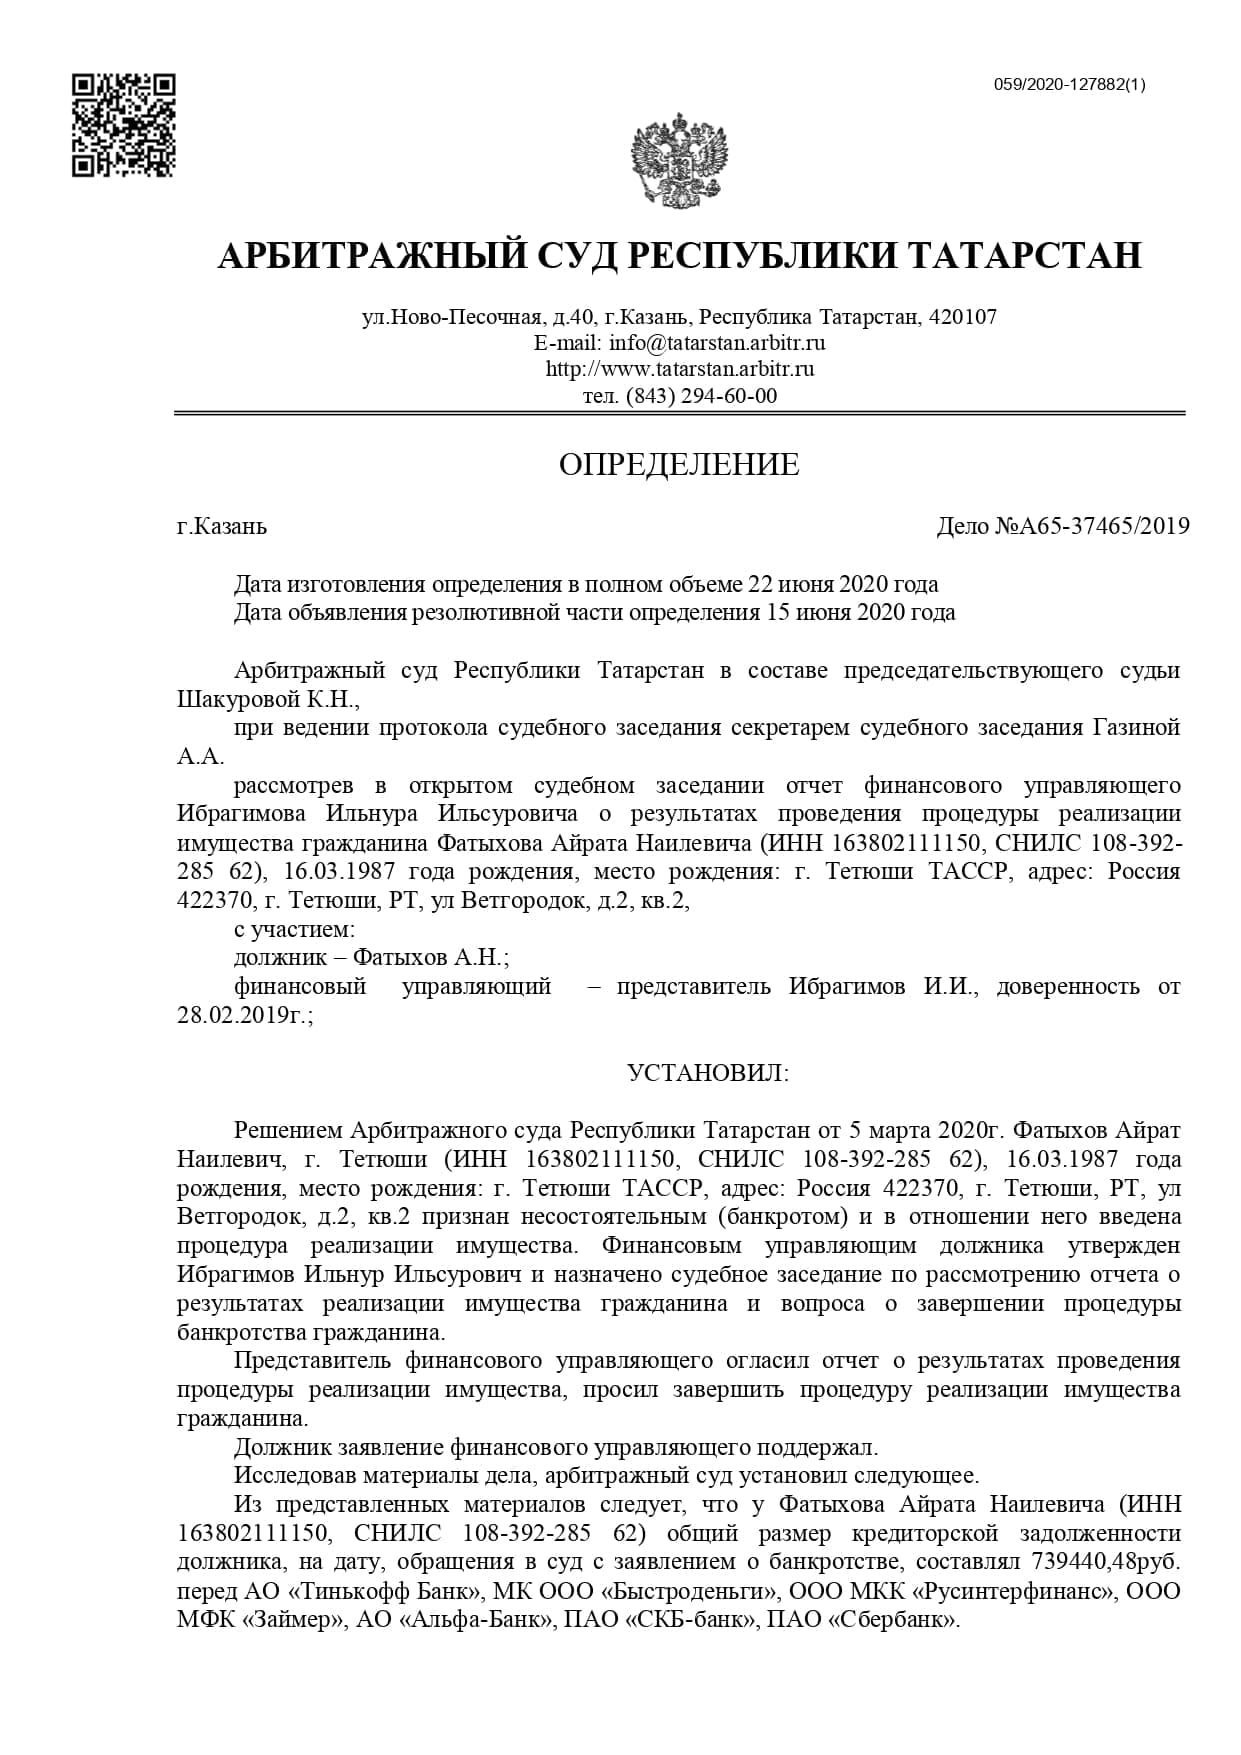 059/2020-127882(1)
АРБИТРАЖНЫЙ СУД РЕСПУБЛИКИ ТАТАРСТАН
ул.Ново-Песочная, д.40, г.Казань, Республика Татарстан, 420107
E-mail: info@tatarstan.arbitr.ru
http://www.tatarstan.arbitr.ru
тел. (843) 294-60-00
ОПРЕДЕЛЕНИЕ
г.Казань Дело №А65-37465/2019
Дата изготовления определения в полном объеме 22 июня 2020 года
Дата объявления резолютивной части определения 15 июня 2020 года
Арбитражный суд Республики Татарстан в составе председательствующего судьи
Шакуровой К.Н.,
при ведении протокола судебного заседания секретарем судебного заседания Газиной
А.А.
рассмотрев в открытом судебном заседании отчет финансового управляющего
Ибрагимова Ильнура Ильсуровича о результатах проведения процедуры реализации
имущества гражданина Фатыхова Айрата Наилевича (ИНН 163802111150, СНИЛС 108-392-
285 62), 16.03.1987 года рождения, место рождения: г. Тетюши ТАССР, адрес: Россия
422370, г. Тетюши, РТ, ул Ветгородок, д.2, кв.2,
с участием:
должник – Фатыхов А.Н.;
финансовый управляющий – представитель Ибрагимов И.И., доверенность от
28.02.2019г.;
УСТАНОВИЛ:
Решением Арбитражного суда Республики Татарстан от 5 марта 2020г. Фатыхов Айрат
Наилевич, г. Тетюши (ИНН 163802111150, СНИЛС 108-392-285 62), 16.03.1987 года
рождения, место рождения: г. Тетюши ТАССР, адрес: Россия 422370, г. Тетюши, РТ, ул
Ветгородок, д.2, кв.2 признан несостоятельным (банкротом) и в отношении него введена
процедура реализации имущества. Финансовым управляющим должника утвержден
Ибрагимов Ильнур Ильсурович и назначено судебное заседание по рассмотрению отчета о
результатах реализации имущества гражданина и вопроса о завершении процедуры
банкротства гражданина.
Представитель финансового управляющего огласил отчет о результатах проведения
процедуры реализации имущества, просил завершить процедуру реализации имущества
гражданина.
Должник заявление финансового управляющего поддержал.
Исследовав материалы дела, арбитражный суд установил следующее.
Из представленных материалов следует, что у Фатыхова Айрата Наилевича (ИНН
163802111150, СНИЛС 108-392-285 62) общий размер кредиторской задолженности
должника, на дату, обращения в суд с заявлением о банкротстве, составлял 739440,48руб.
перед АО «Тинькофф Банк», МК ООО «Быстроденьги», ООО МКК «Русинтерфинанс», ООО
МФК «Займер», АО «Альфа-Банк», ПАО «СКБ-банк», ПАО «Сбербанк».